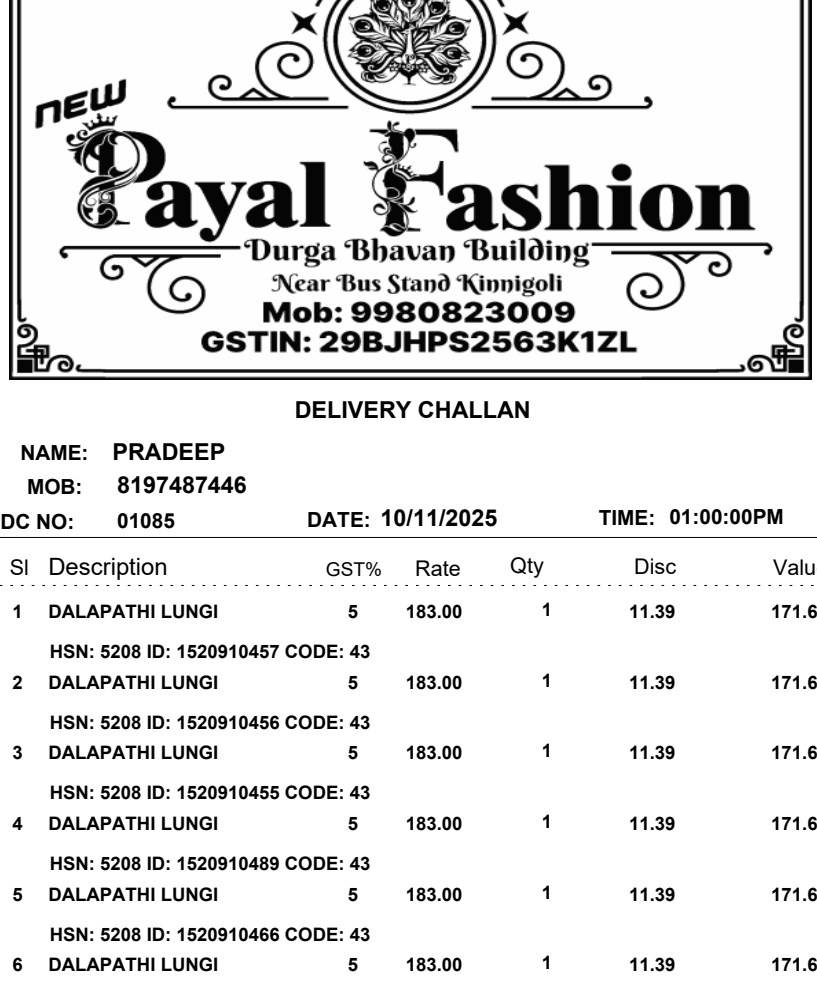 NEW
Payal Fashion
Durga Bhavan Building
Near Bus Stand Kinnigoli
Mob: 9980823009
GSTIN: 29BJHPS2563K1ZL
DELIVERY CHALLAN
NAME: PRADEEP
MOB: 8197487446
DC NO: 01085 DATE: 10/11/2025 TIME: 01:00:00PM
Sl Description GST% Rate Qty Disc Valu
1 DALAPATHI LUNGI 5 183.00 1 11.39 171.6
HSN: 5208 ID: 1520910457 CODE: 43
2 DALAPATHI LUNGI 5 183.00 1 11.39 171.6
HSN: 5208 ID: 1520910456 CODE: 43
3 DALAPATHI LUNGI 5 183.00 1 11.39 171.6
HSN: 5208 ID: 1520910455 CODE: 43
4 DALAPATHI LUNGI 5 183.00 1 11.39 171.6
HSN: 5208 ID: 1520910489 CODE: 43
5 DALAPATHI LUNGI 5 183.00 1 11.39 171.6
HSN: 5208 ID: 1520910466 CODE: 43
6 DALAPATHI LUNGI 5 183.00 1 11.39 171.6